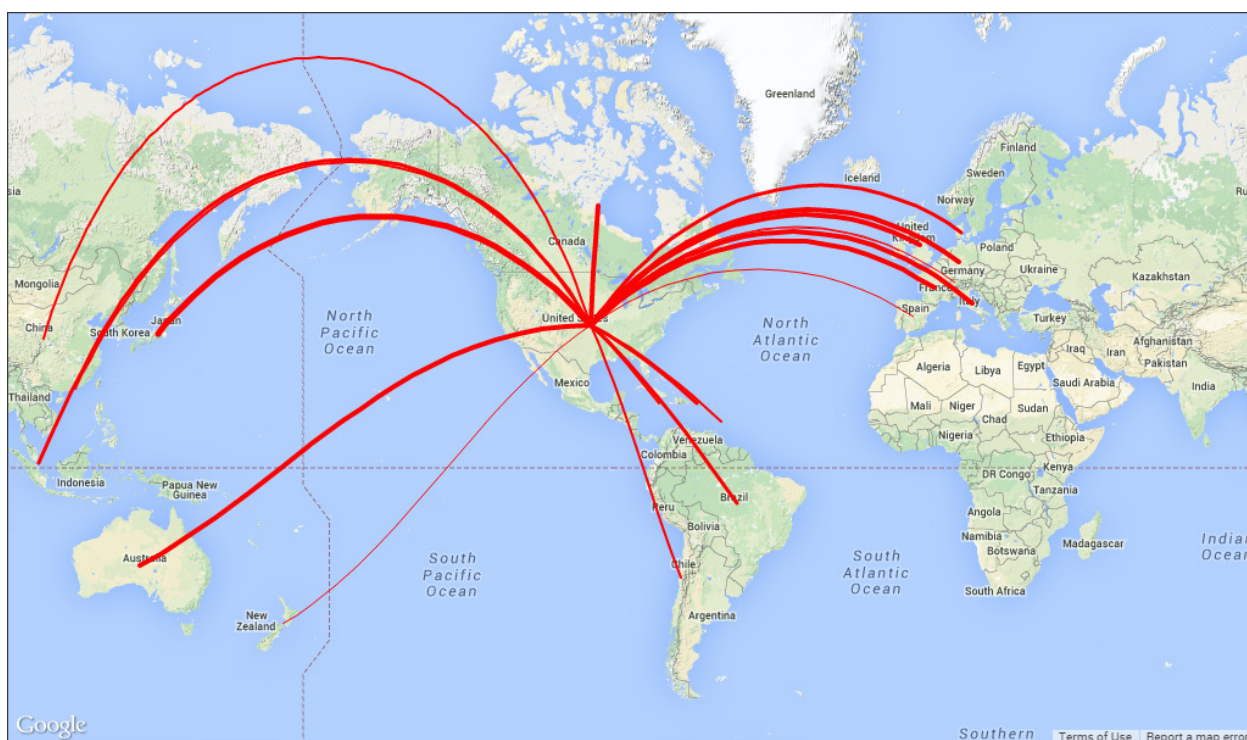 Greenland
Finland
Iceland
Sweden
Norway
Canada
United
Kingdom
Poland
Germany
Ukraine
Kazakhstan
Mongolia
France
Italy
Spain
Turkey
China
South Korea
Japan
North
Pacific
Ocean
United States
North
Atlantic
Ocean
Afghanistan
Iraq
Iran
Pakistan
Algeria
Libya
Egypt
Saudi Arabia
India
Mexico
Thailand
Mali
Niger
Chad
Sudan
Nigeria
Ethiopia
Venezuela
Colombia
Kenya
DR Congo
Tanzania
Indonesia
Papua New
Guinea
Brazil
Peru
Bolivia
Angola
Namibia
Botswana
Madagascar
Australia
South
Pacific
Ocean
Chile
South
Atlantic
Ocean
South Africa
New
Zealand
Argentina
Google
Southern
Terms of Use
Report a map error